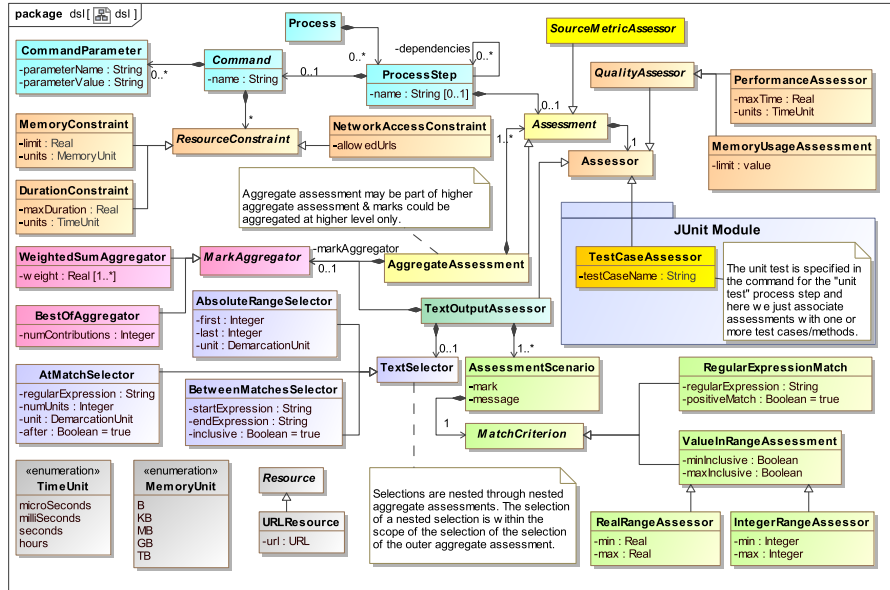 package dsl[ dsl ]
Process
SourceMetricAssessor
CommandParameter
-parameterName : String
-parameterValue : String
0..*
Command
-name : String
0..1
0..*
-dependencies
0..*
ProcessStep
-name : String [0..1]
0..1
QualityAssessor
PerformanceAssessor
-maxTime : Real
-units : TimeUnit
MemoryUsageAssessment
-limit : value
MemoryConstraint
-limit : Real
-units : MemoryUnit
*
ResourceConstraint
NetworkAccessConstraint
-allowedUrls
1..*
Assessment
1
Assessor
DurationConstraint
-maxDuration : Real
-units : TimeUnit
Aggregate assessment may be part of higher
aggregate assessment & marks could be
aggregated at higher level only.
JUnit Module
TestCaseAssessor
-testCaseName : String
The unit test is specified in
the command for the "unit
test" process step and
here we just associate
assessments with one or
more test cases/methods.
WeightedSumAggregator
-weight : Real [1..*]
MarkAggregator
-markAggregator
0..1
AggregateAssessment
BestOfAggregator
-numContributions : Integer
AbsoluteRangeSelector
-first : Integer
-last : Integer
-unit : DemarcationUnit
TextOutputAssessor
0..1
1..*
AtMatchSelector
-regularExpression : String
-numUnits : Integer
-unit : DemarcationUnit
-after : Boolean = true
BetweenMatchesSelector
-startExpression : String
-endExpression : String
-inclusive : Boolean = true
TextSelector
AssessmentScenario
-mark
-message
1
MatchCriterion
RegularExpressionMatch
-regularExpression : String
-positiveMatch : Boolean = true
ValueInRangeAssessment
-minInclusive : Boolean
-maxInclusive : Boolean
«enumeration»
TimeUnit
microSeconds
milliSeconds
seconds
hours
«enumeration»
MemoryUnit
B
KB
MB
GB
TB
Resource
URLResource
-url : URL
Selections are nested through nested
aggregate assessments. The selection
of a nested selection is within the
scope of the selection of the selection
of the outer aggregate assessment.
RealRangeAssessor
-min : Real
-max : Real
IntegerRangeAssessor
-min : Integer
-max : Integer